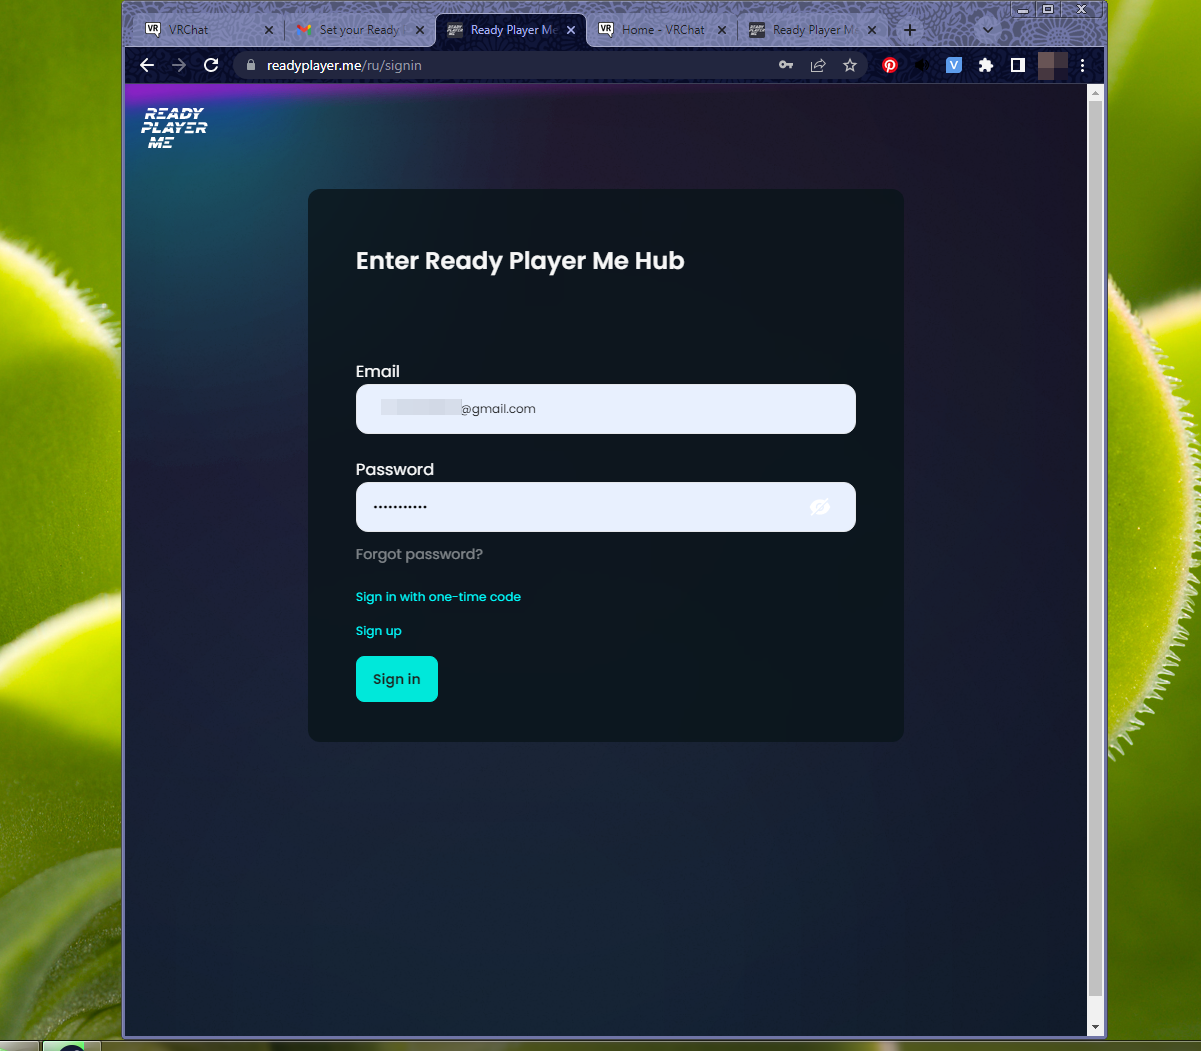 VRChat
Set your Ready
Ready Player Me
Home - VRChat
Ready Player M
readyplayer.me/ru/signin
V
READY
PLAYER
ME
Enter Ready Player Me Hub
Email
@gmail.com
Password
Forgot password?
Sign in with one-time code
Sign up
Sign in